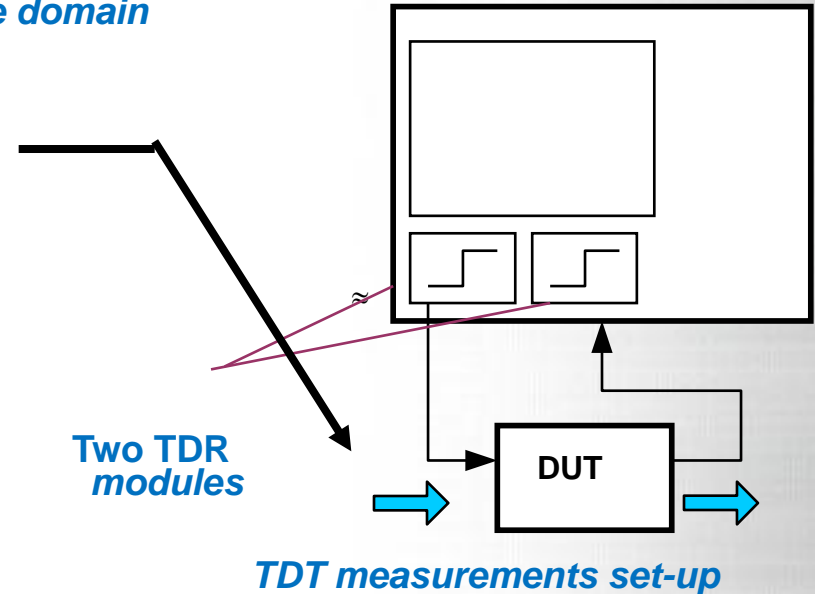 e domain
≈
Two TDR
modules
DUT
TDT measurements set-up